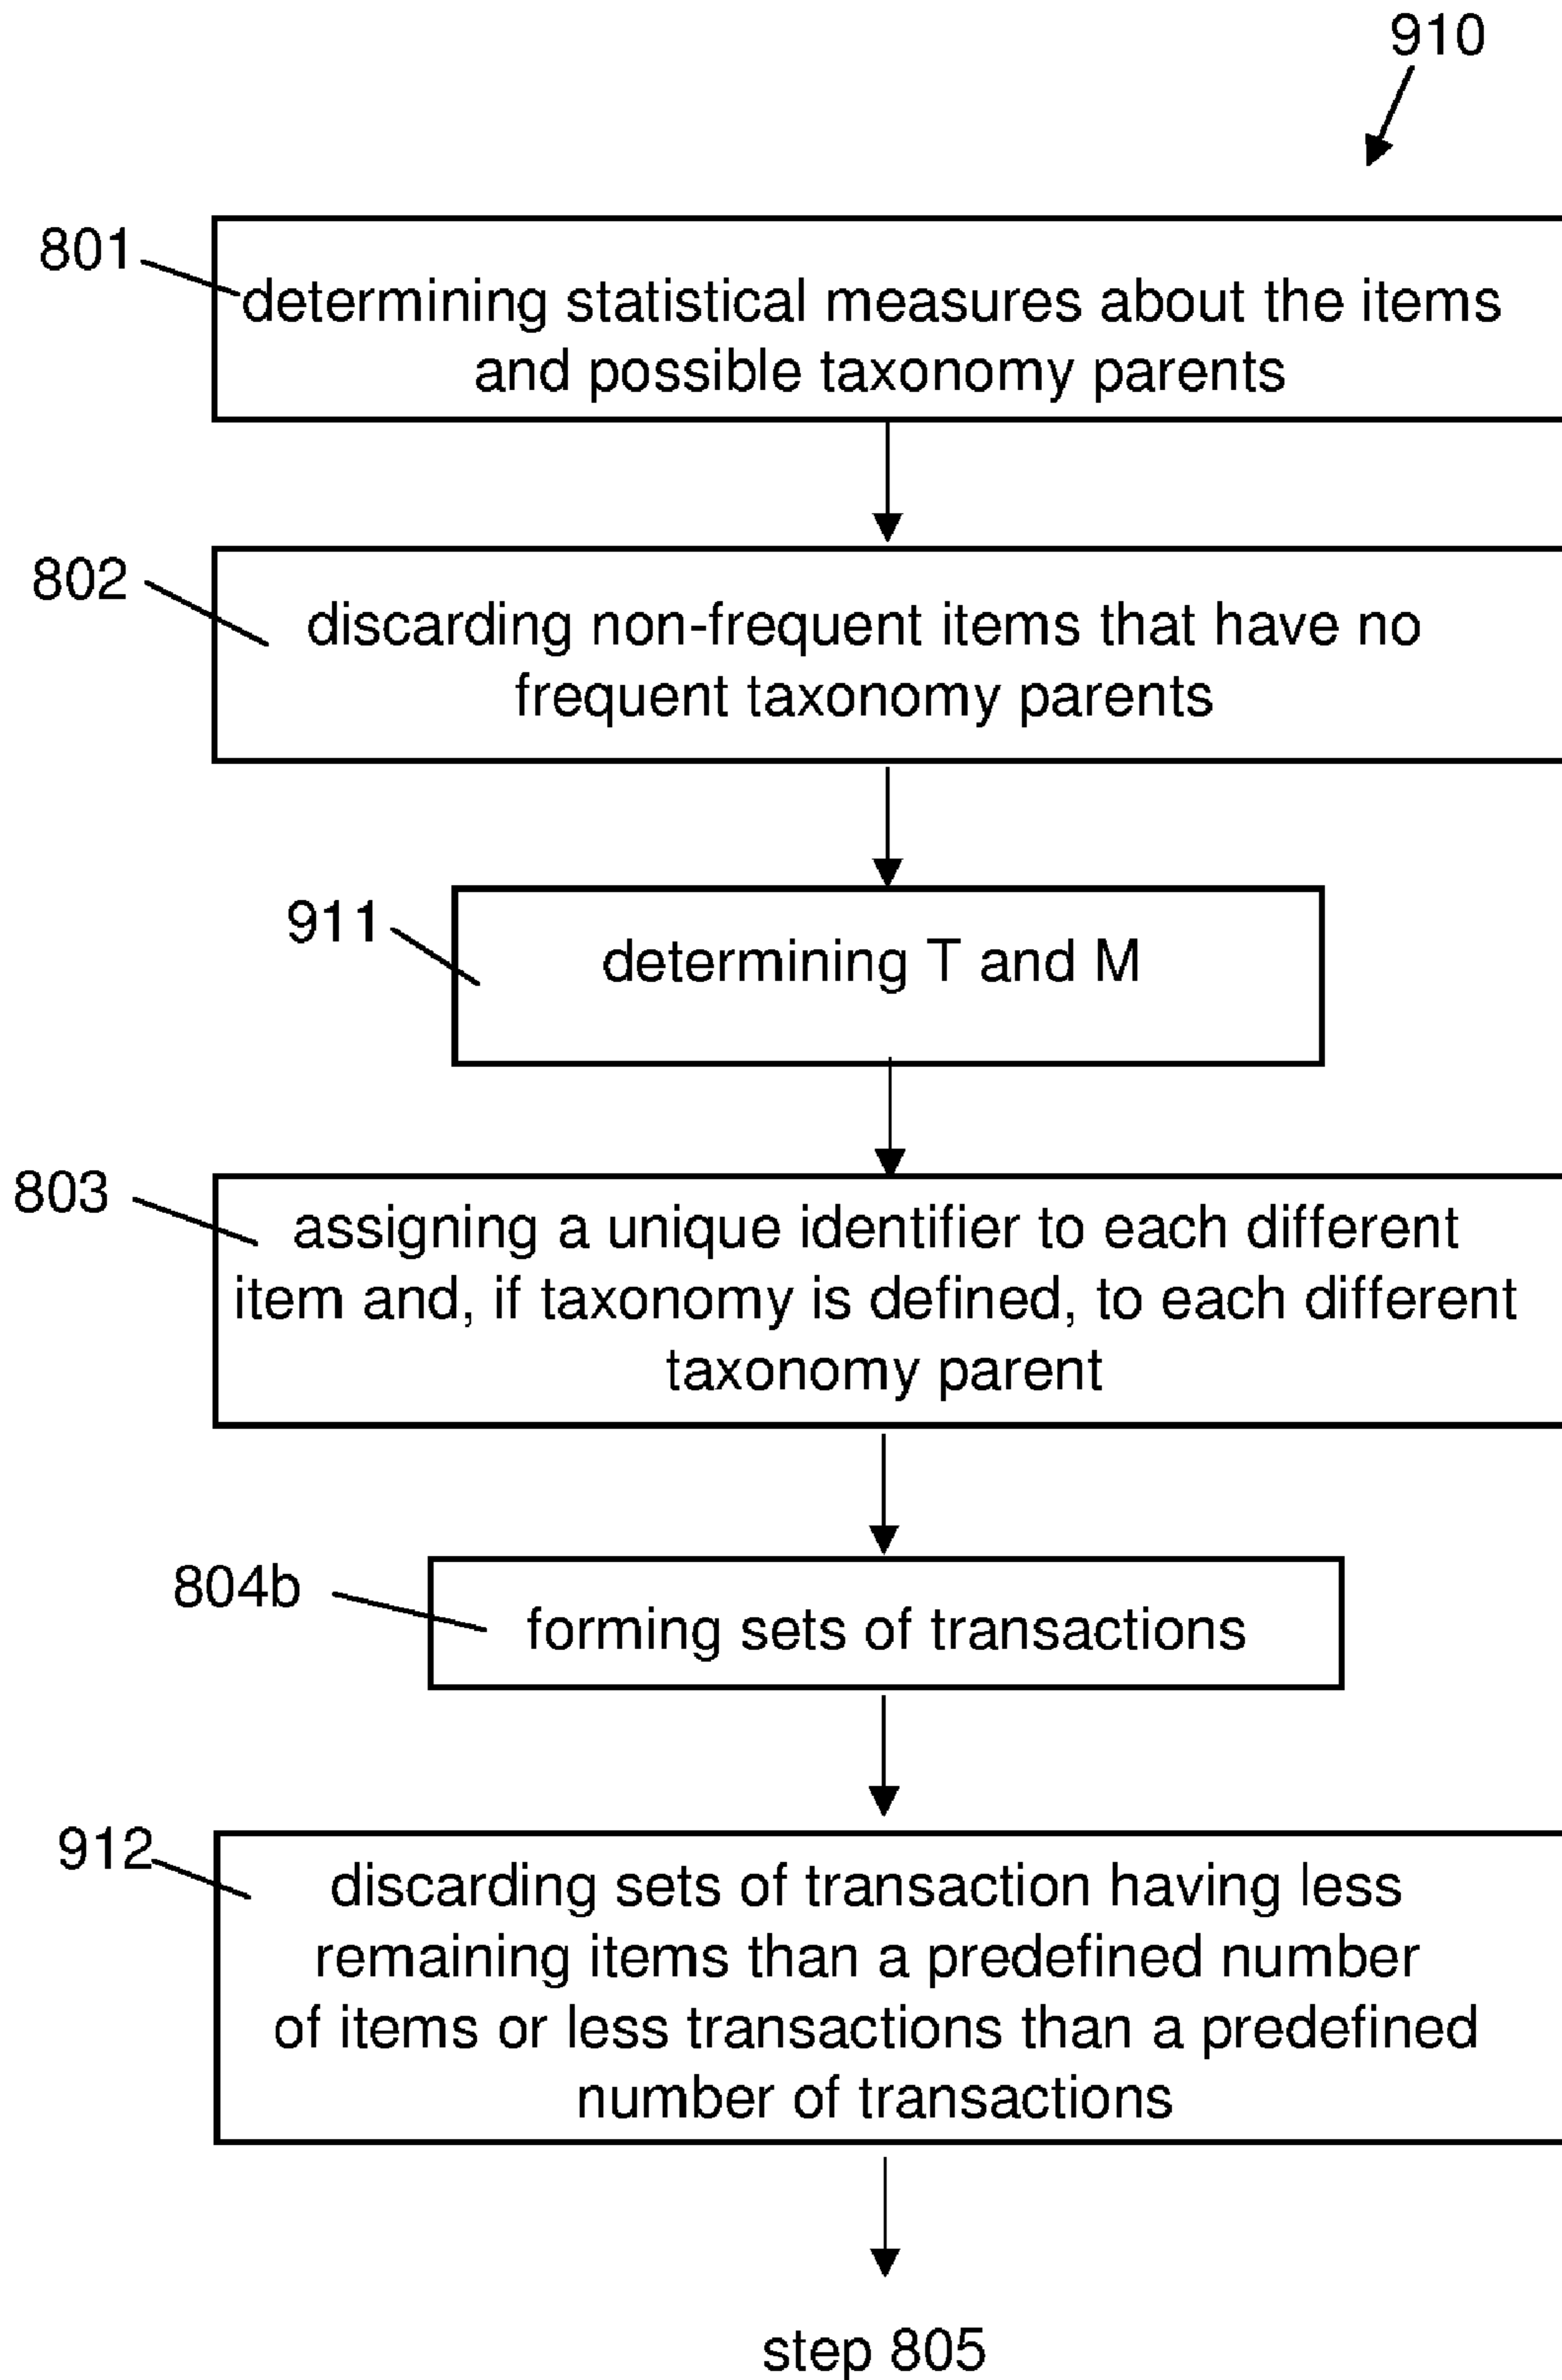 910
801
determining statistical measures about the items
and possible taxonomy parents
802
discarding non-frequent items that have no
frequent taxonomy parents
911
determining T and M
803
assigning a unique identifier to each different
item and, if taxonomy is defined, to each different
taxonomy parent
804b
forming sets of transactions
912
discarding sets of transaction having less
remaining items than a predefined number
of items or less transactions than a predefined
number of transactions
step 805